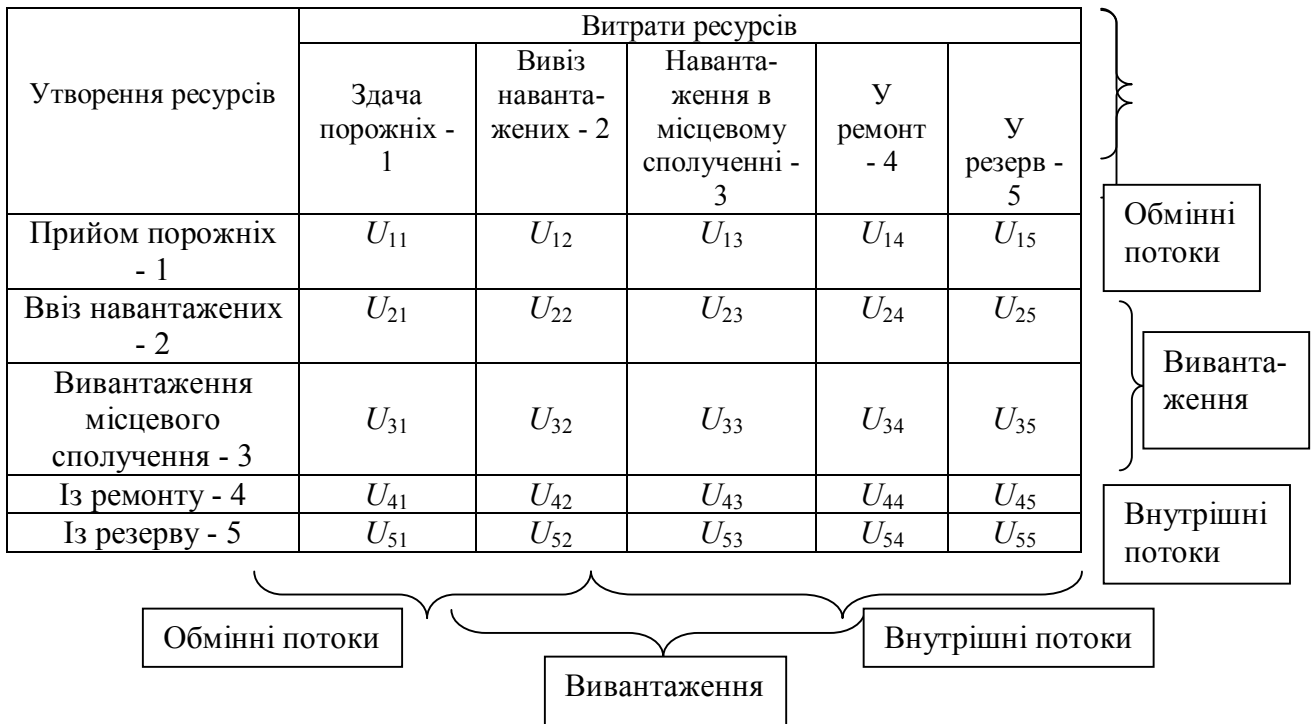 Витрати ресурсів
Утворення ресурсів
Здача
порожніх -
1
Вивіз
наванта-
жених - 2
Наванта-
ження в
місцевому
сполученні -
3
У
ремонт
- 4
У
резерв -
5
Обмінні
потоки
Прийом порожніх
- 1
U11 U12 U13 U14 U15
Ввіз навантажених
- 2
U21 U22 U23 U24 U25
Виванта-
ження
Вивантаження
місцевого
сполучення - 3
U31 U32 U33 U34 U35
Із ремонту - 4 U41 U42 U43 U44 U45
Із резерву - 5 U51 U52 U53 U54 U55
Внутрішні
потоки
Обмінні потоки
Внутрішні потоки
Вивантаження